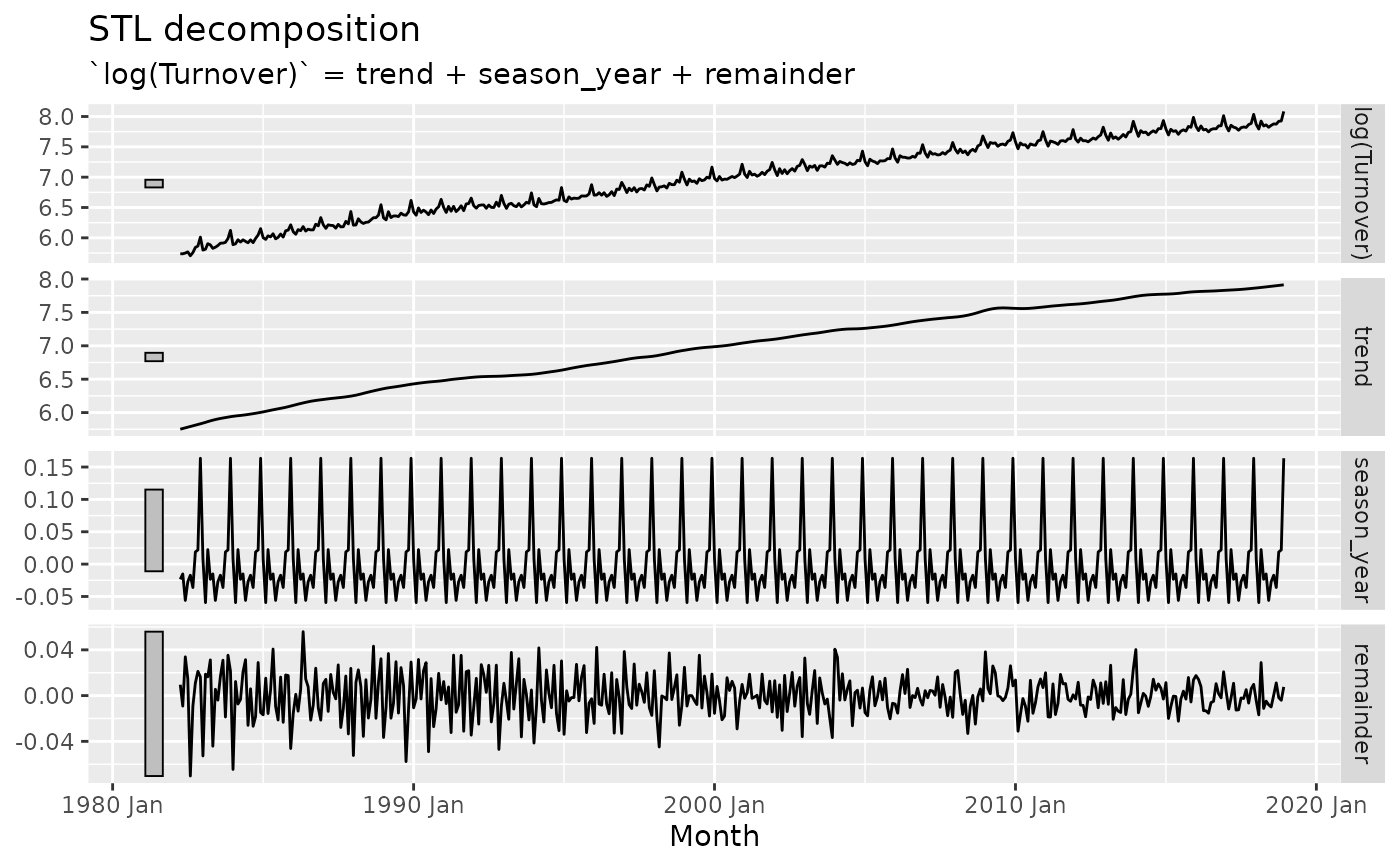 STL decomposition
`log(Turnover)` = trend + season_year + remainder
8.0
7.5
7.0
6.5
6.0
log(Turnover)
8.0
7.5
7.0
6.5
6.0
trend
0.15
0.10
0.05
0.00
-0.05
season_year
0.04
0.00
-0.04
remainder
1980 Jan
1990 Jan
2000 Jan
2010 Jan
2020 Jan
Month